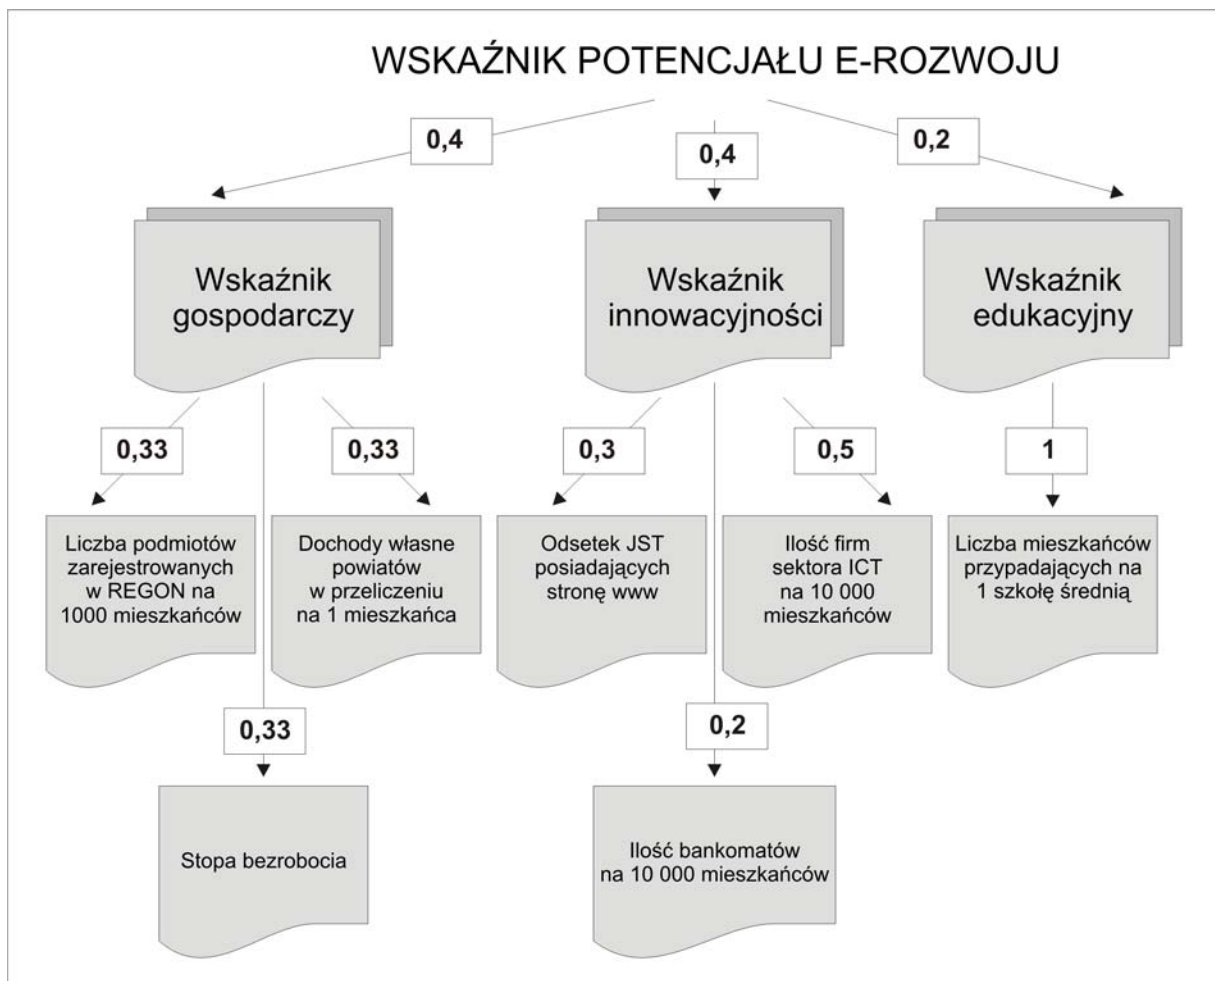 WSKAŹNIK POTENCJAŁU E-ROZWOJU
0,4
0,4
0,2
Wskaźnik
gospodarczy
Wskaźnik
innowacyjności
Wskaźnik
edukacyjny
0,33
0,33
0,3
0,5
1
Liczba podmiotów
zarejestrowanych
w REGON na
1000 mieszkańców
Dochody własne
powiatów
w przeliczeniu
na 1 mieszkańca
Odsetek JST
posiadających
stronę www
Ilość firm
sektora ICT
na 10 000
mieszkańców
Liczba mieszkańców
przypadających na
1 szkołę średnią
0,33
0,2
Stopa bezrobocia
Ilość bankomatów
na 10 000 mieszkańców